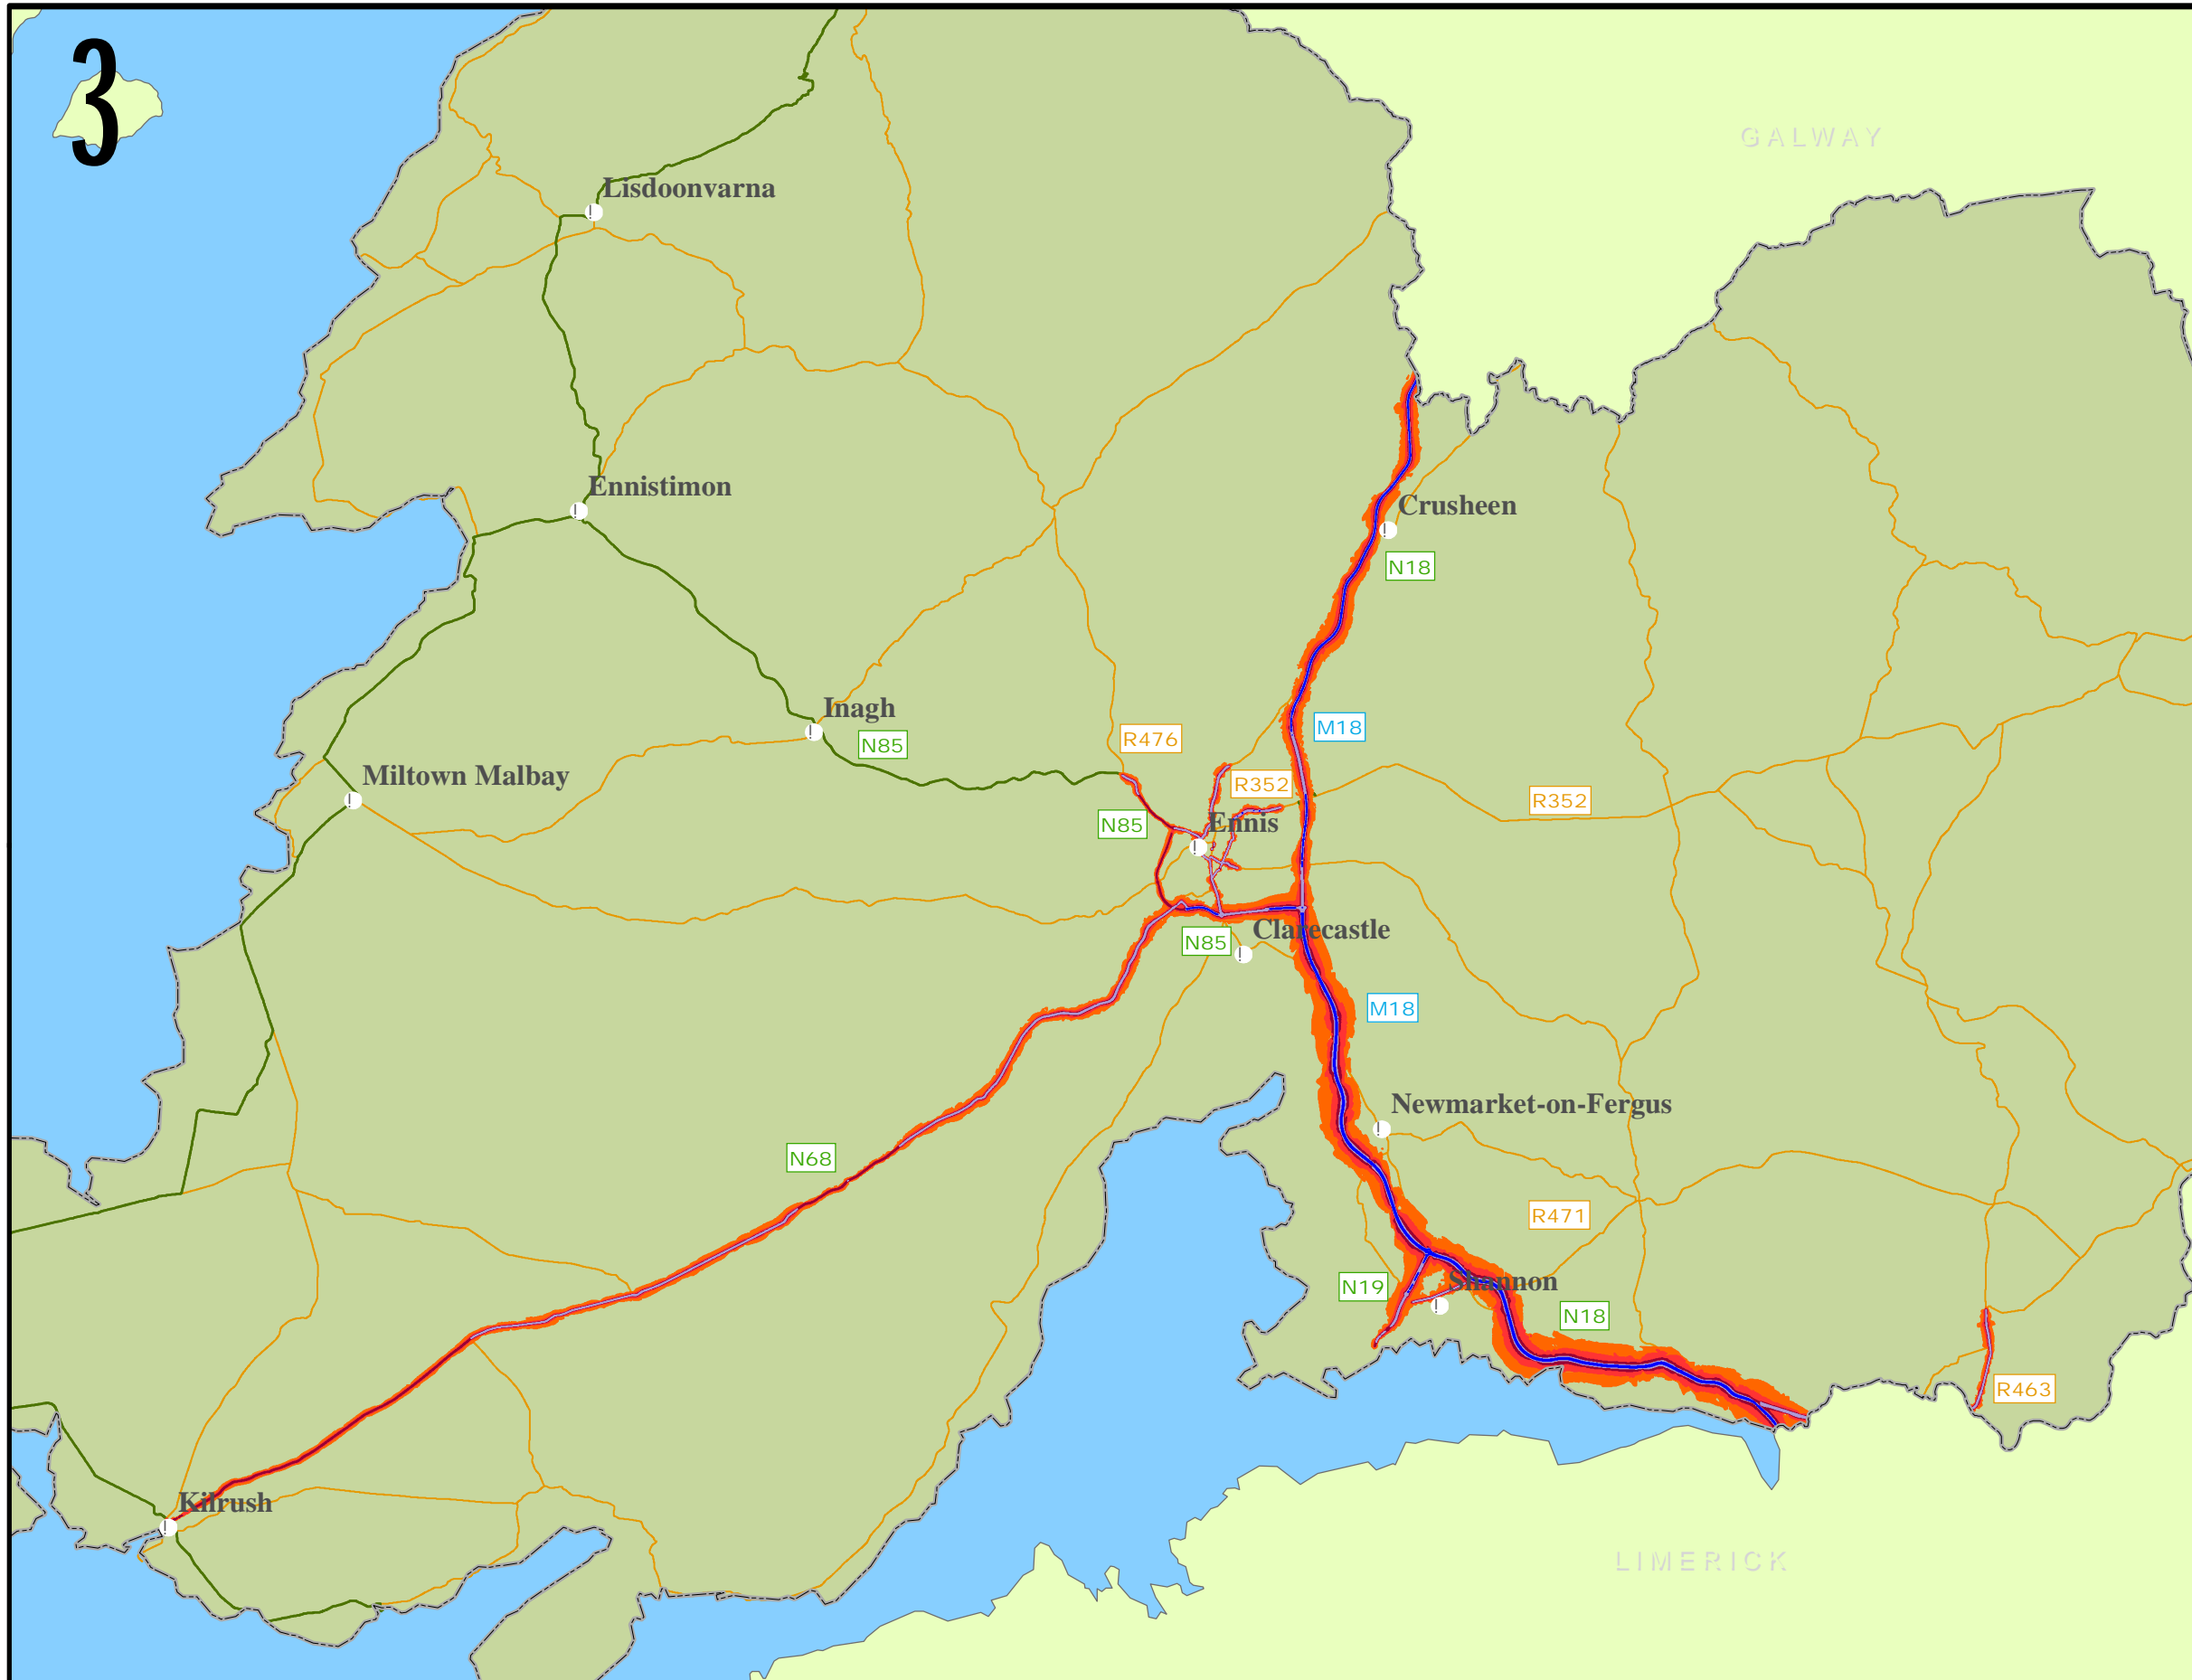 3
GALWAY
Lisdoonvarna
Ennistimon
Crusheen
N18
Inagh
N85
R476
M18
Miltown Malbay
R352
R352
N85
Ennis
Clarecastle
N85
M18
Newmarket-on-Fergus
N68
R471
N19
Shannon
N18
R463
Kilrush
LIMERICK